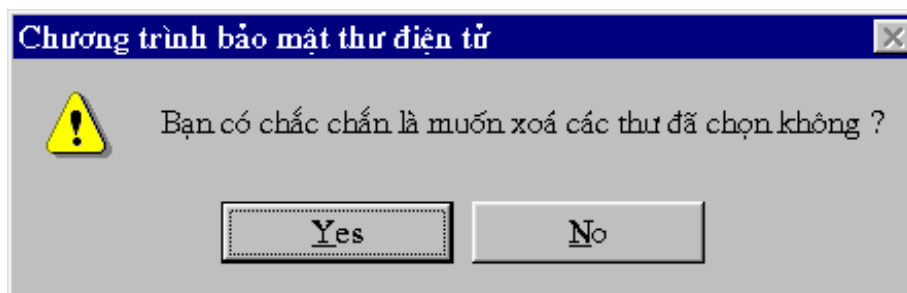 Chương trình bảo mật thư điện tử
Bạn có chắc chắn là muốn xoá các thư đã chọn không ?
Yes
No